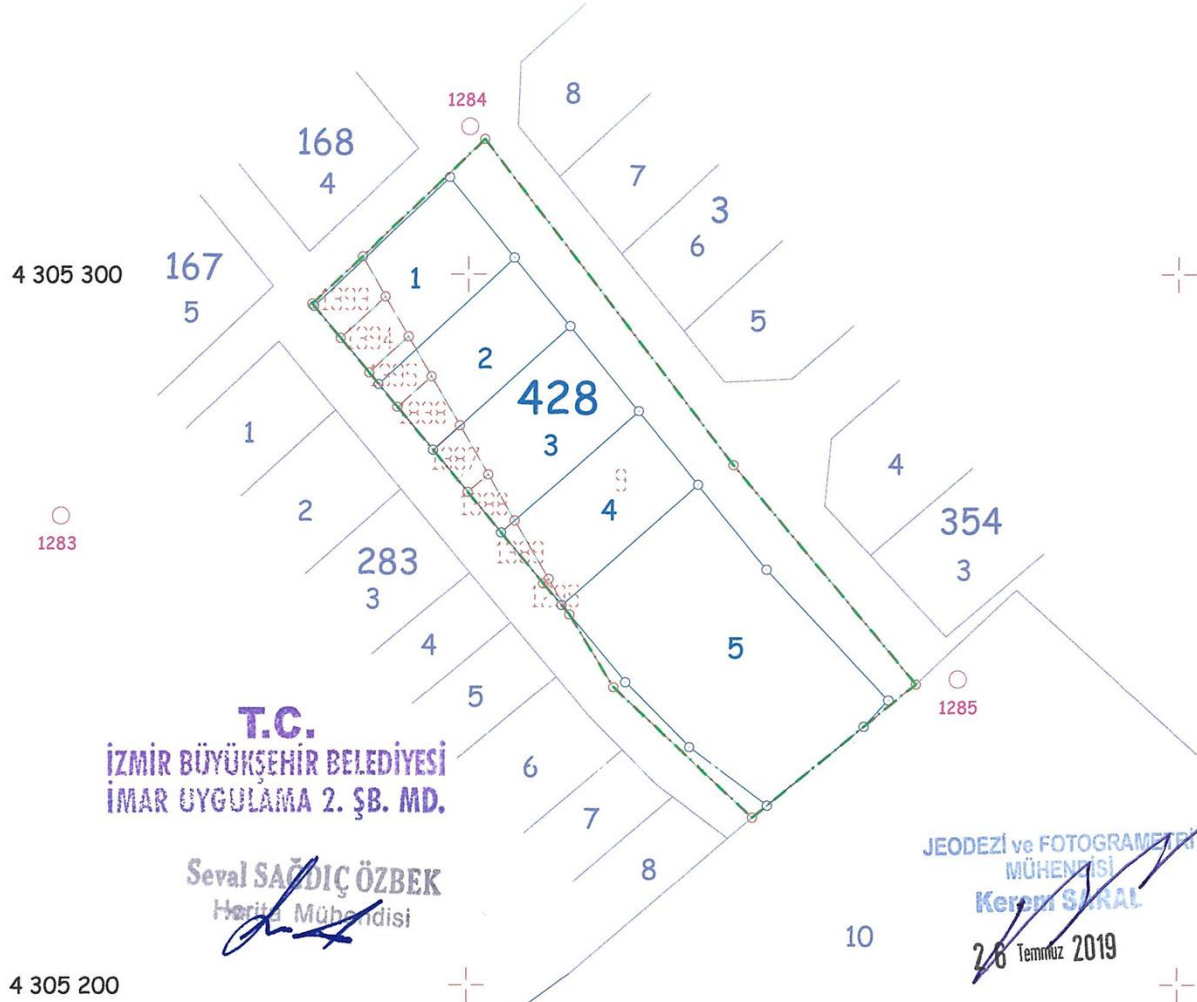 8
1284
168
4
7
3
6
4 305 300
167
5
1
5
2
428
1
3
4
9
4
2
354
1283
283
3
3
4
5
5
T.C.
İZMİR BÜYÜKŞEHİR BELEDİYESİ
İMAR UYGULAMA 2. ŞB. MD.
1285
6
7
8
Seval SAĞDIÇ ÖZBEK
Harita Mühendisi
JEODEZİ ve FOTOGRAMETRİ
MÜHENDİSİ
Kerem SARAL
26 Temmuz 2019
10
4 305 200